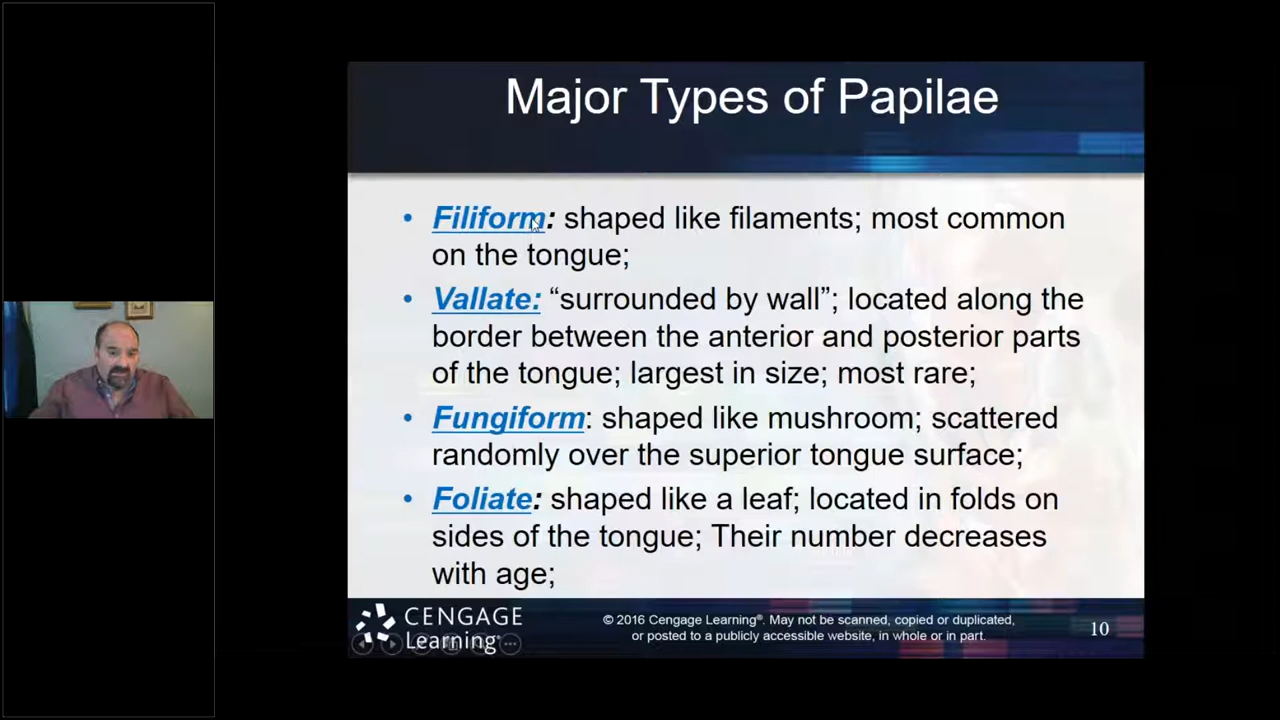 Major Types of Papilae
• Filiform: shaped like filaments; most common
on the tongue;
• Vallate: “surrounded by wall”; located along the
border between the anterior and posterior parts
of the tongue; largest in size; most rare;
• Fungiform: shaped like mushroom; scattered
randomly over the superior tongue surface;
• Foliate: shaped like a leaf; located in folds on
sides of the tongue; Their number decreases
with age;
CENGAGE
Learning®
© 2016 Cengage Learning®. May not be scanned, copied or duplicated,
or posted to a publicly accessible website, in whole or in part.
10